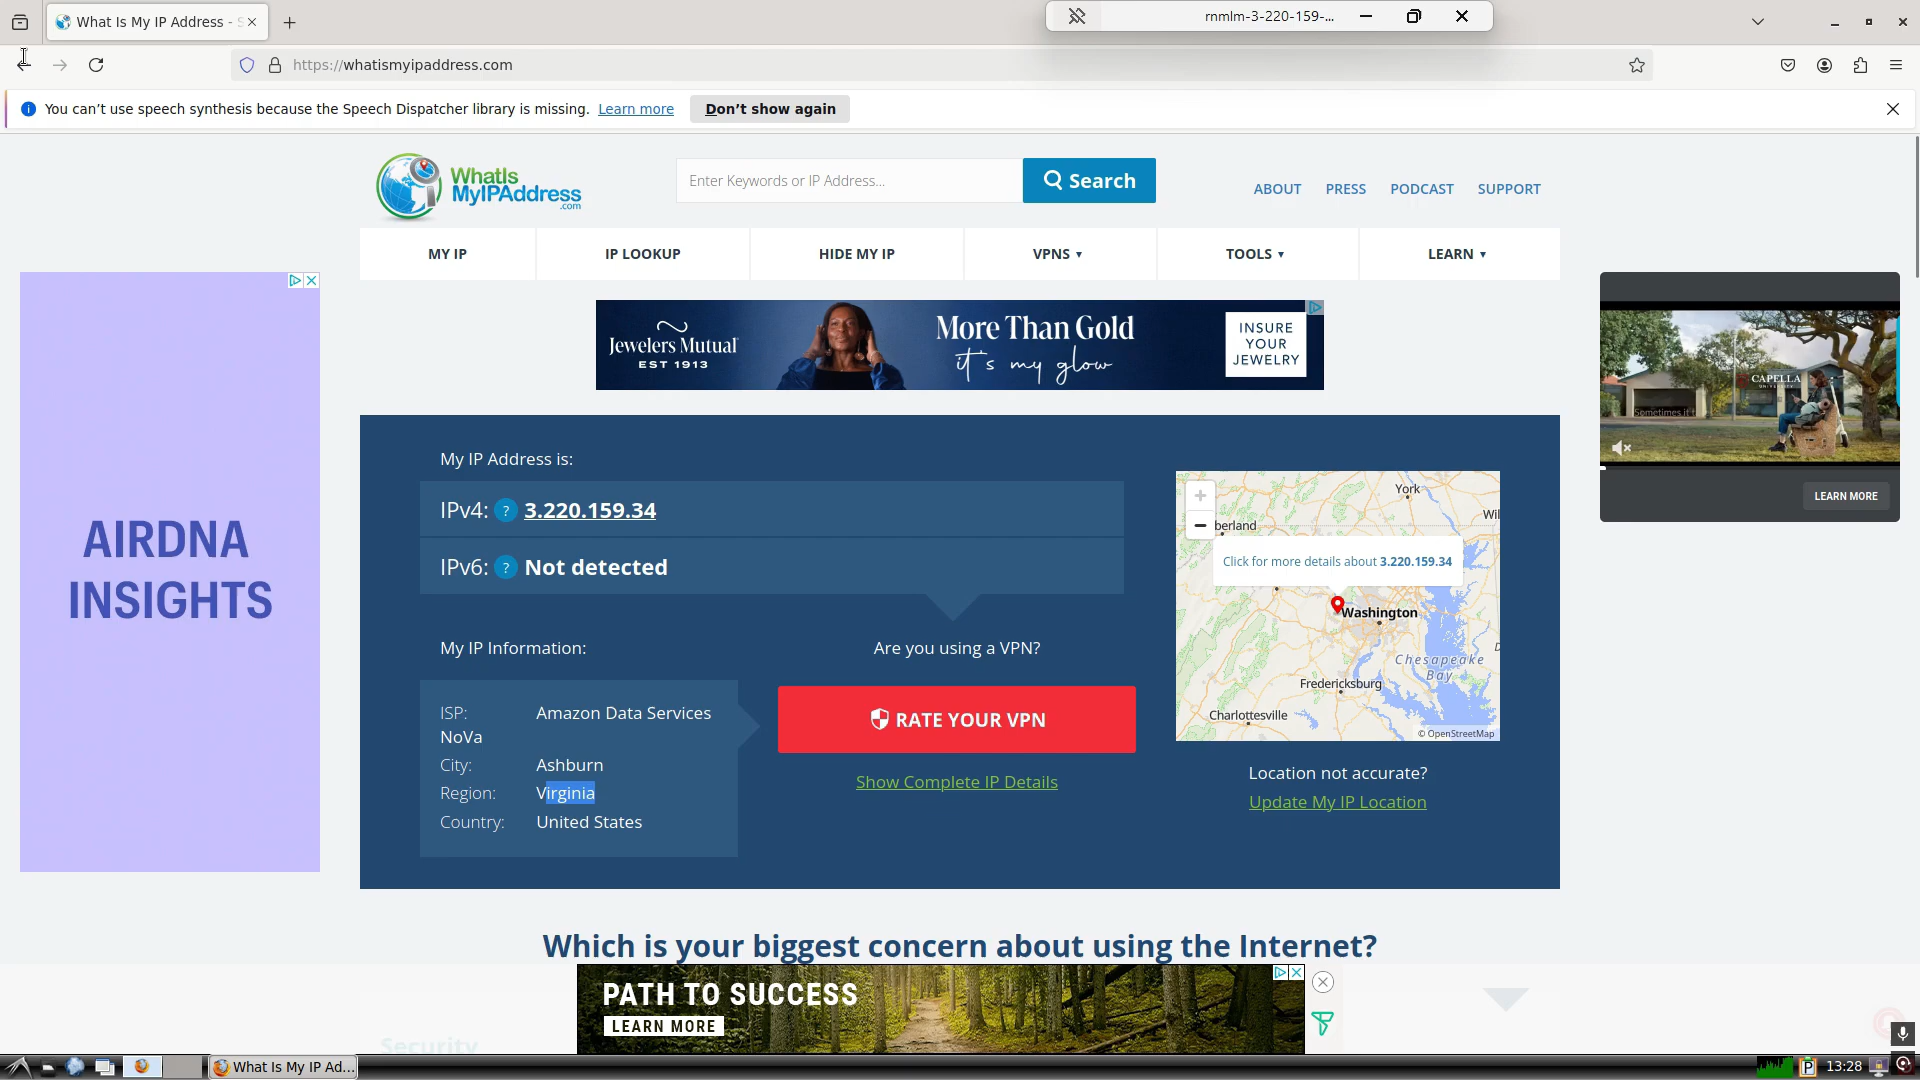 What Is My IP Address - S
rnmlm-3-220-159-...
https://whatismyipaddress.com
You can't use speech synthesis because the Speech Dispatcher library is missing. Learn more Don't show again
WhatIs
MyIPAddress
.com
Enter Keywords or IP Address...
Search
ABOUT PRESS PODCAST SUPPORT
MY IP IP LOOKUP HIDE MY IP VPNS ▾ TOOLS ▾ LEARN ▾
Jewelers Mutual
EST 1913
More Than Gold
it's my glow
INSURE
YOUR
JEWELRY
AIRDNA
INSIGHTS
CAPELLA
UNIVERSITY
Sometimes it f
LEARN MORE
My IP Address is:
IPv4: ? 3.220.159.34
IPv6: ? Not detected
My IP Information:
ISP: Amazon Data Services
NoVa
City: Ashburn
Region: Virginia
Country: United States
Are you using a VPN?
RATE YOUR VPN
Show Complete IP Details
+
−
York
Wil
berland
Click for more details about 3.220.159.34
Washington
D
Chesapeake
Bay
Fredericksburg
Charlottesville
© OpenStreetMap
Location not accurate?
Update My IP Location
Which is your biggest concern about using the Internet?
PATH TO SUCCESS
LEARN MORE
Security
What Is My IP Ad...
P
13:28